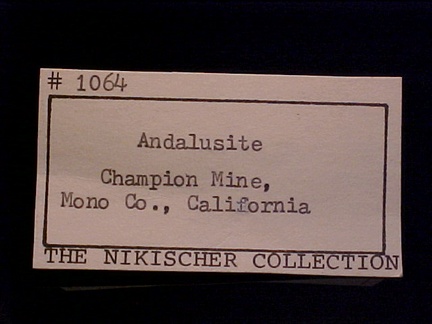 # 1064
Andalusite
Champion Mine,
Mono Co., California
THE NIKISCHER COLLECTION